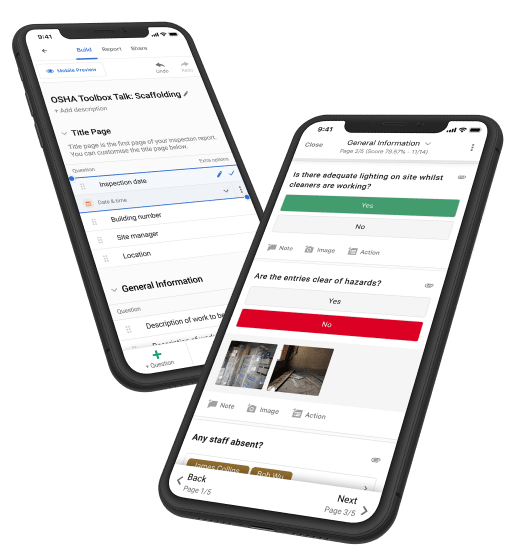 9:41
Build Report Share
Mobile Preview
Undo Redo
OSHA Toolbox Talk: Scaffolding
+ Add description
Title Page
Title page is the first page of your inspection report.
You can customise the title page below.
Question
Extra options
Inspection date
Date & time
Building number
Site manager
Location
General Information
Question
Description of work to be
+ Question
9:41
Close
General Information
Page 2/5 (Score 78.57% - 11/14)
Is there adequate lighting on site whilst
cleaners are working?
Yes
No
Note Image Action
Are the entries clear of hazards?
Yes
No
Note Image Action
Any staff absent?
James Collins Bob Wu
Back
Page 1/5
Next
Page 3/5